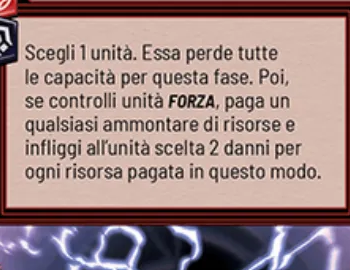 Scegli 1 unità. Essa perde tutte
le capacità per questa fase. Poi,
se controlli unità FORZA, paga un
qualsiasi ammontare di risorse e
infliggi all'unità scelta 2 danni per
ogni risorsa pagata in questo modo.